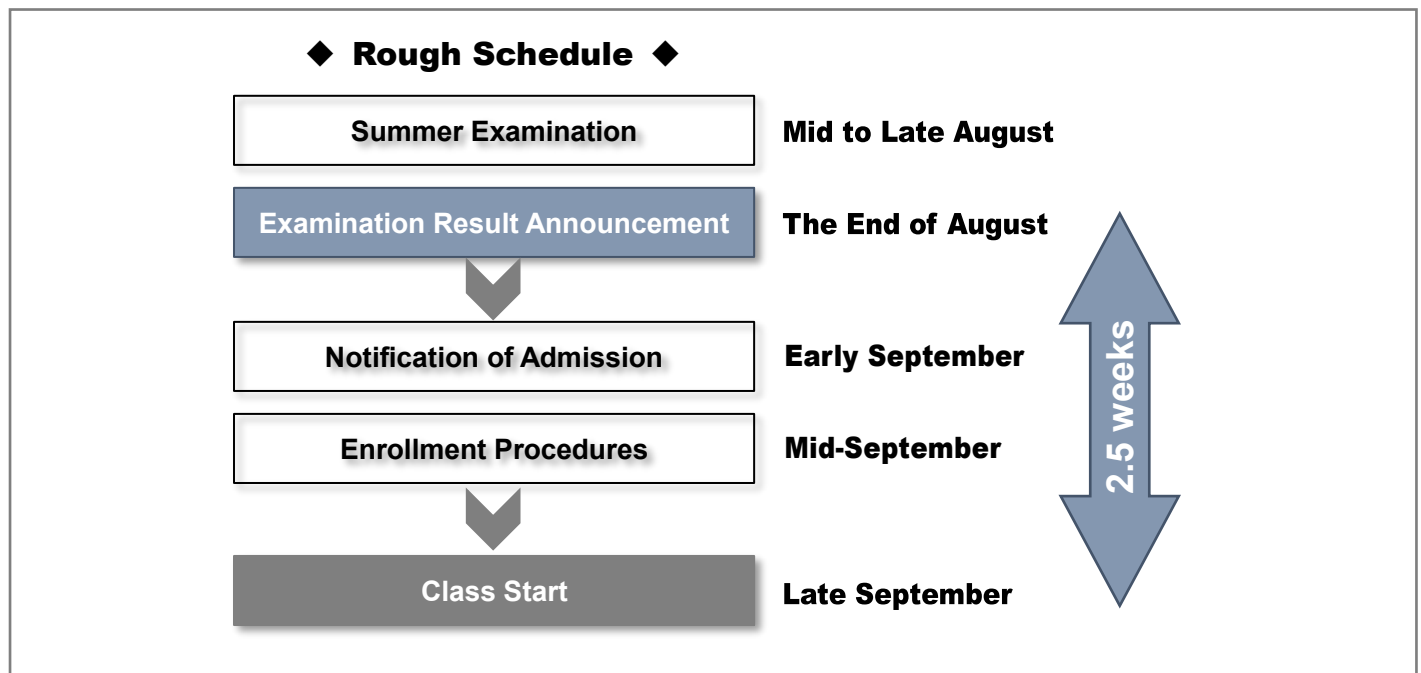 ◆ Rough Schedule ◆
Summer Examination
Mid to Late August
Examination Result Announcement
The End of August
Notification of Admission
Early September
Enrollment Procedures
Mid-September
2.5 weeks
Class Start
Late September